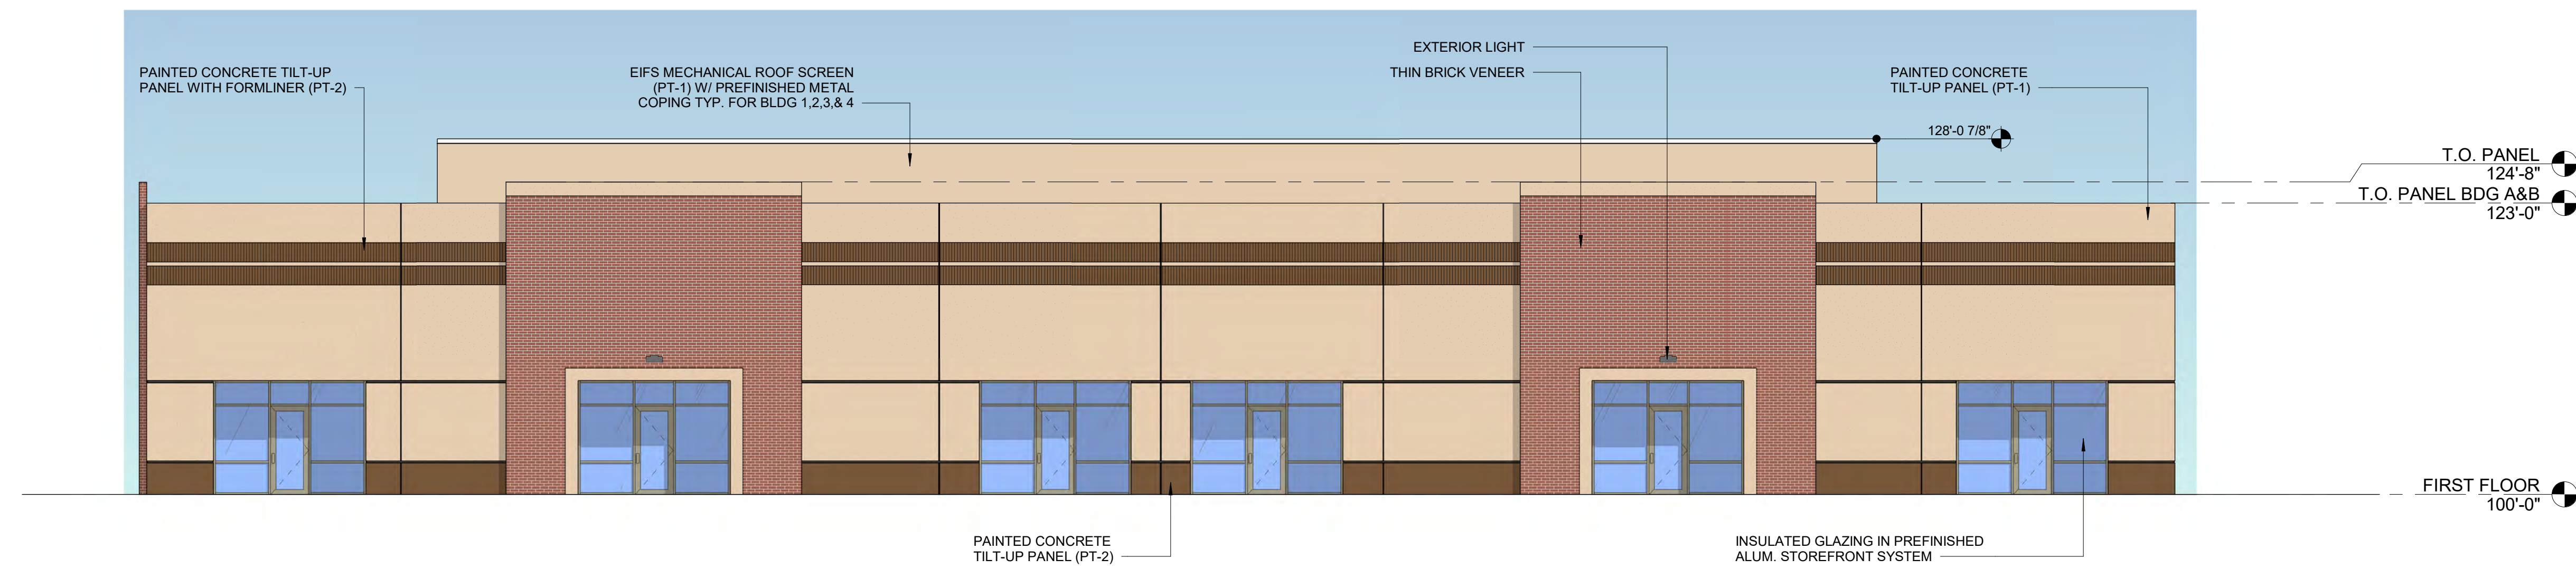 PAINTED CONCRETE TILT-UP
PANEL WITH FORMLINER (PT-2)
EIFS MECHANICAL ROOF SCREEN
(PT-1) W/ PREFINISHED METAL
COPING TYP. FOR BLDG 1,2,3,& 4
EXTERIOR LIGHT
THIN BRICK VENEER
PAINTED CONCRETE
TILT-UP PANEL (PT-1)
128'-0 7/8"
T.O. PANEL
124'-8"
T.O. PANEL BDG A&B
123'-0"
FIRST FLOOR
100'-0"
PAINTED CONCRETE
TILT-UP PANEL (PT-2)
INSULATED GLAZING IN PREFINISHED
ALUM. STOREFRONT SYSTEM